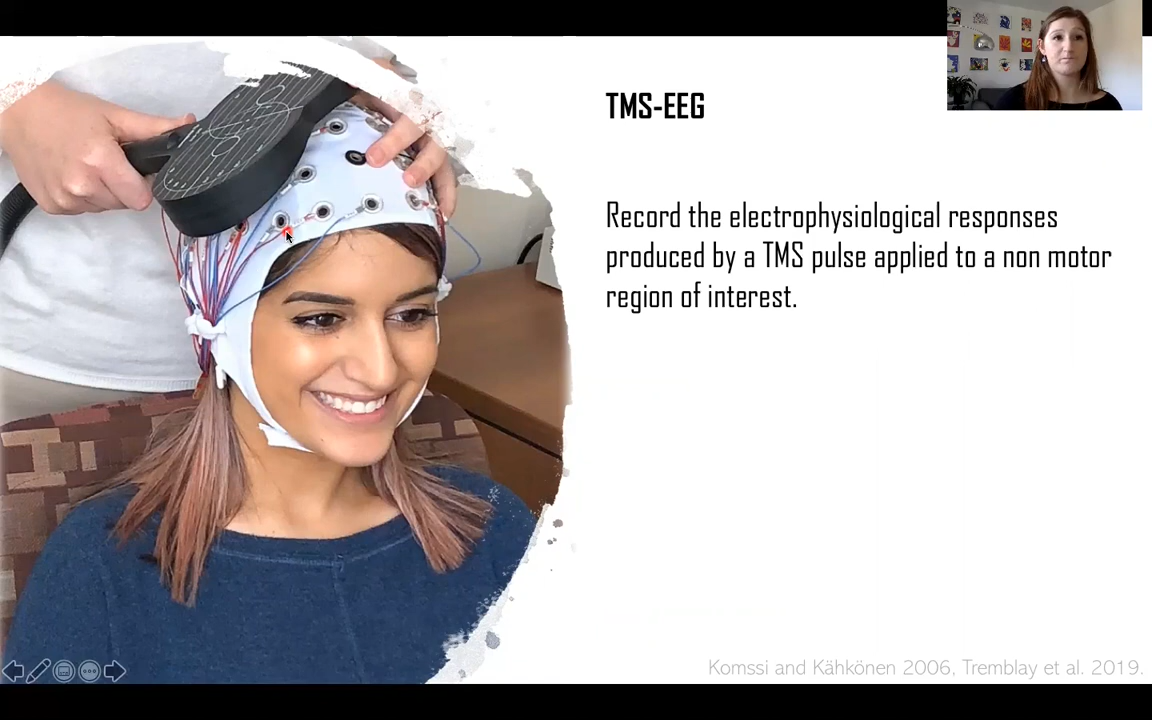 TMS-EEG
Record the electrophysiological responses
produced by a TMS pulse applied to a non motor
region of interest.
Komssi and Kähkönen 2006, Tremblay et al. 2019.